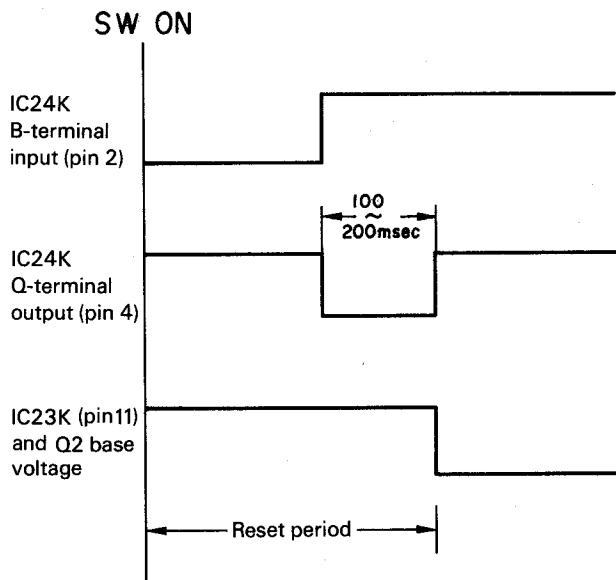 SW ON
IC24K
B-terminal
input (pin 2)
100
~
200msec
IC24K
Q-terminal
output (pin 4)
IC23K (pin11)
and Q2 base
voltage
Reset period